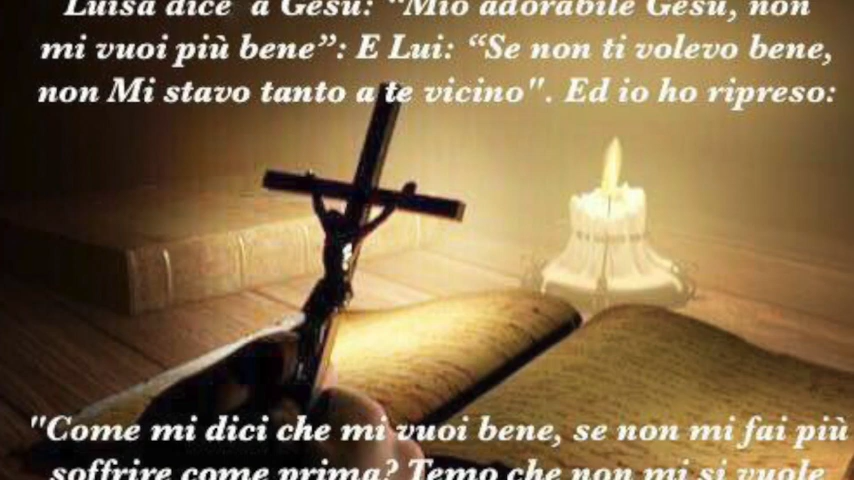 Luisa dice a Gesù: “Mio adorabile Gesù, non
mi vuoi più bene”: E Lui: “Se non ti volevo bene,
non Mi stavo tanto a te vicino". Ed io ho ripreso:
"Come mi dici che mi vuoi bene, se non mi fai più
soffrire come prima? Temo che non mi si vuole